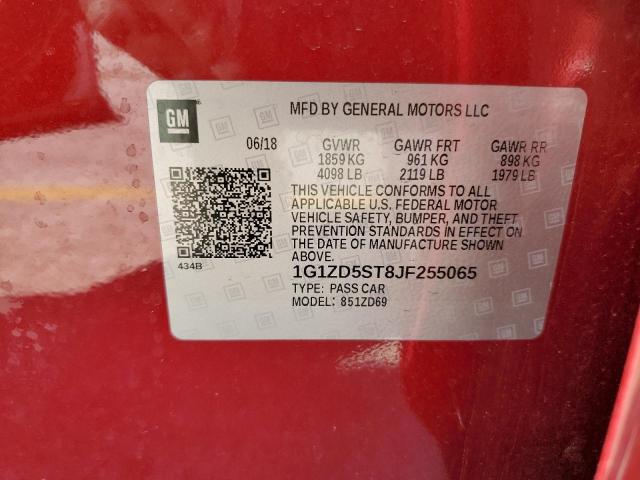 GM
MFD BY GENERAL MOTORS LLC
06/18 GVWR GAWR FRT GAWR RR
1859 KG 961 KG 898 KG
4098 LB 2119 LB 1979 LB
THIS VEHICLE CONFORMS TO ALL
APPLICABLE U.S. FEDERAL MOTOR
VEHICLE SAFETY, BUMPER, AND THEFT
PREVENTION STANDARDS IN EFFECT ON
THE DATE OF MANUFACTURE SHOWN
ABOVE.
434B
1G1ZD5ST8JF255065
TYPE: PASS CAR
MODEL: 851ZD69